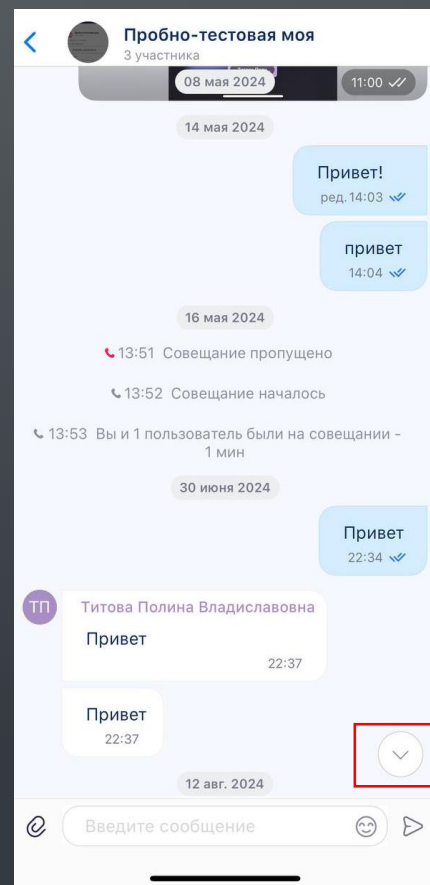 Пробно-тестовая моя
3 участника
08 мая 2024
11:00
14 мая 2024
Привет!
ред. 14:03
привет
14:04
16 мая 2024
13:51 Совещание пропущено
13:52 Совещание началось
13:53 Вы и 1 пользователь были на совещании -
1 мин
30 июня 2024
Привет
22:34
ТП
Титова Полина Владиславовна
Привет
22:37
Привет
22:37
12 авг. 2024
Введите сообщение